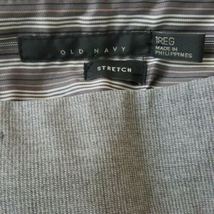 OLD NAVY
1REG
MADE IN
PHILIPPINES
STRETCH